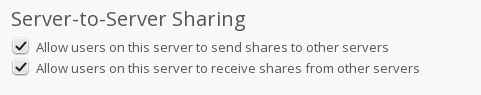 Server-to-Server Sharing
Allow users on this server to send shares to other servers
Allow users on this server to receive shares from other servers